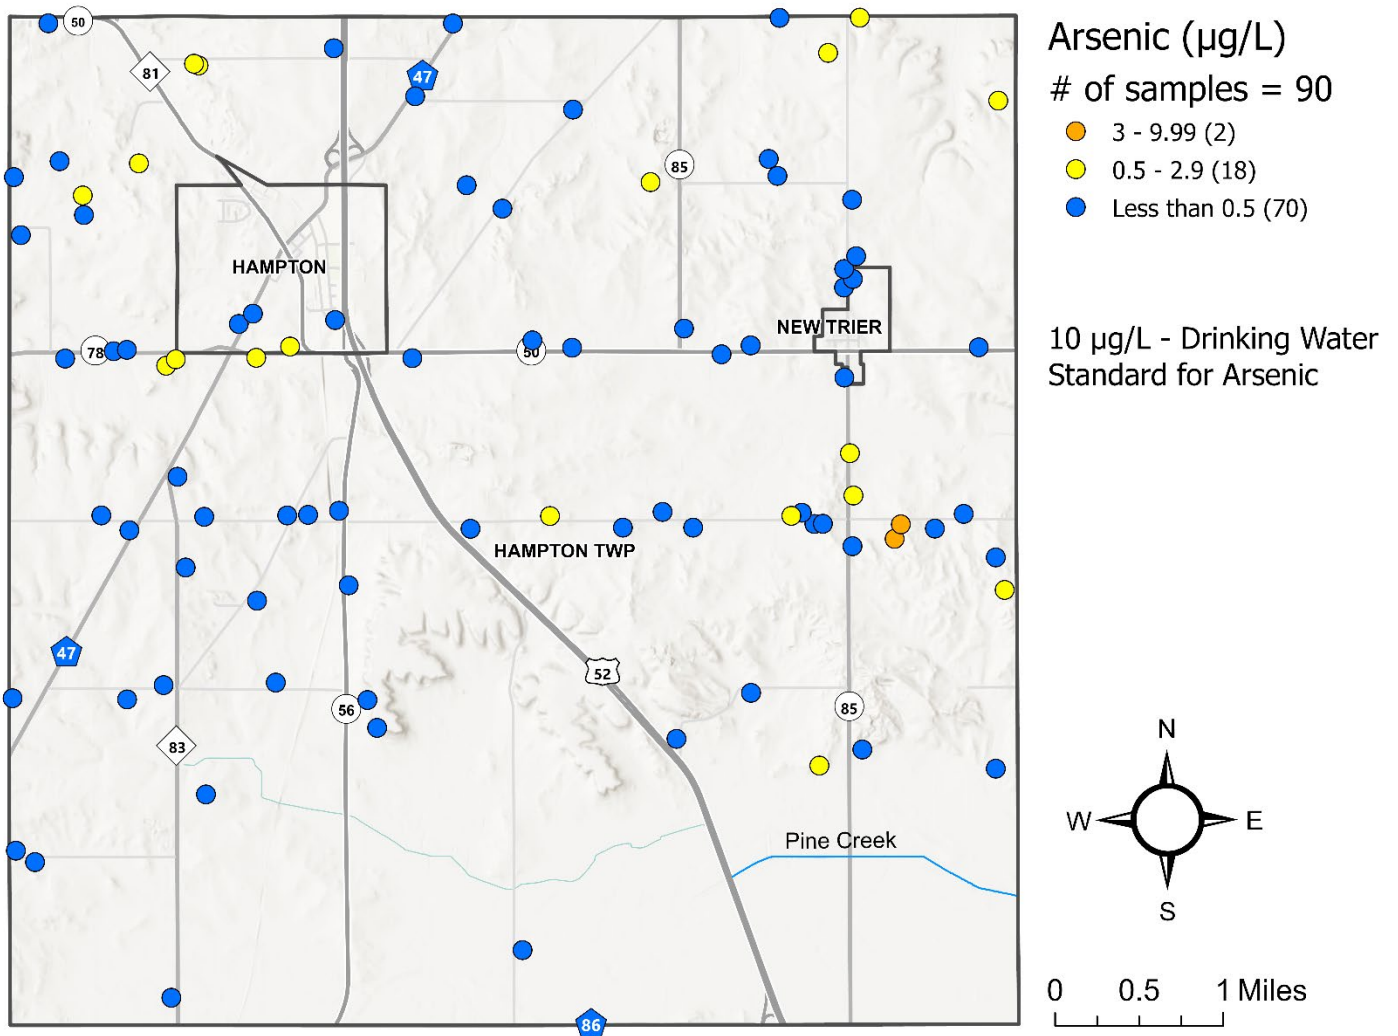 50
81
47
85
HAMPTON
NEW TRIER
78
50
HAMPTON TWP
47
52
56
85
83
Pine Creek
86
Arsenic (µg/L)
# of samples = 90
3 - 9.99 (2)
0.5 - 2.9 (18)
Less than 0.5 (70)
10 µg/L - Drinking Water
Standard for Arsenic
N
W E
S
0 0.5 1 Miles